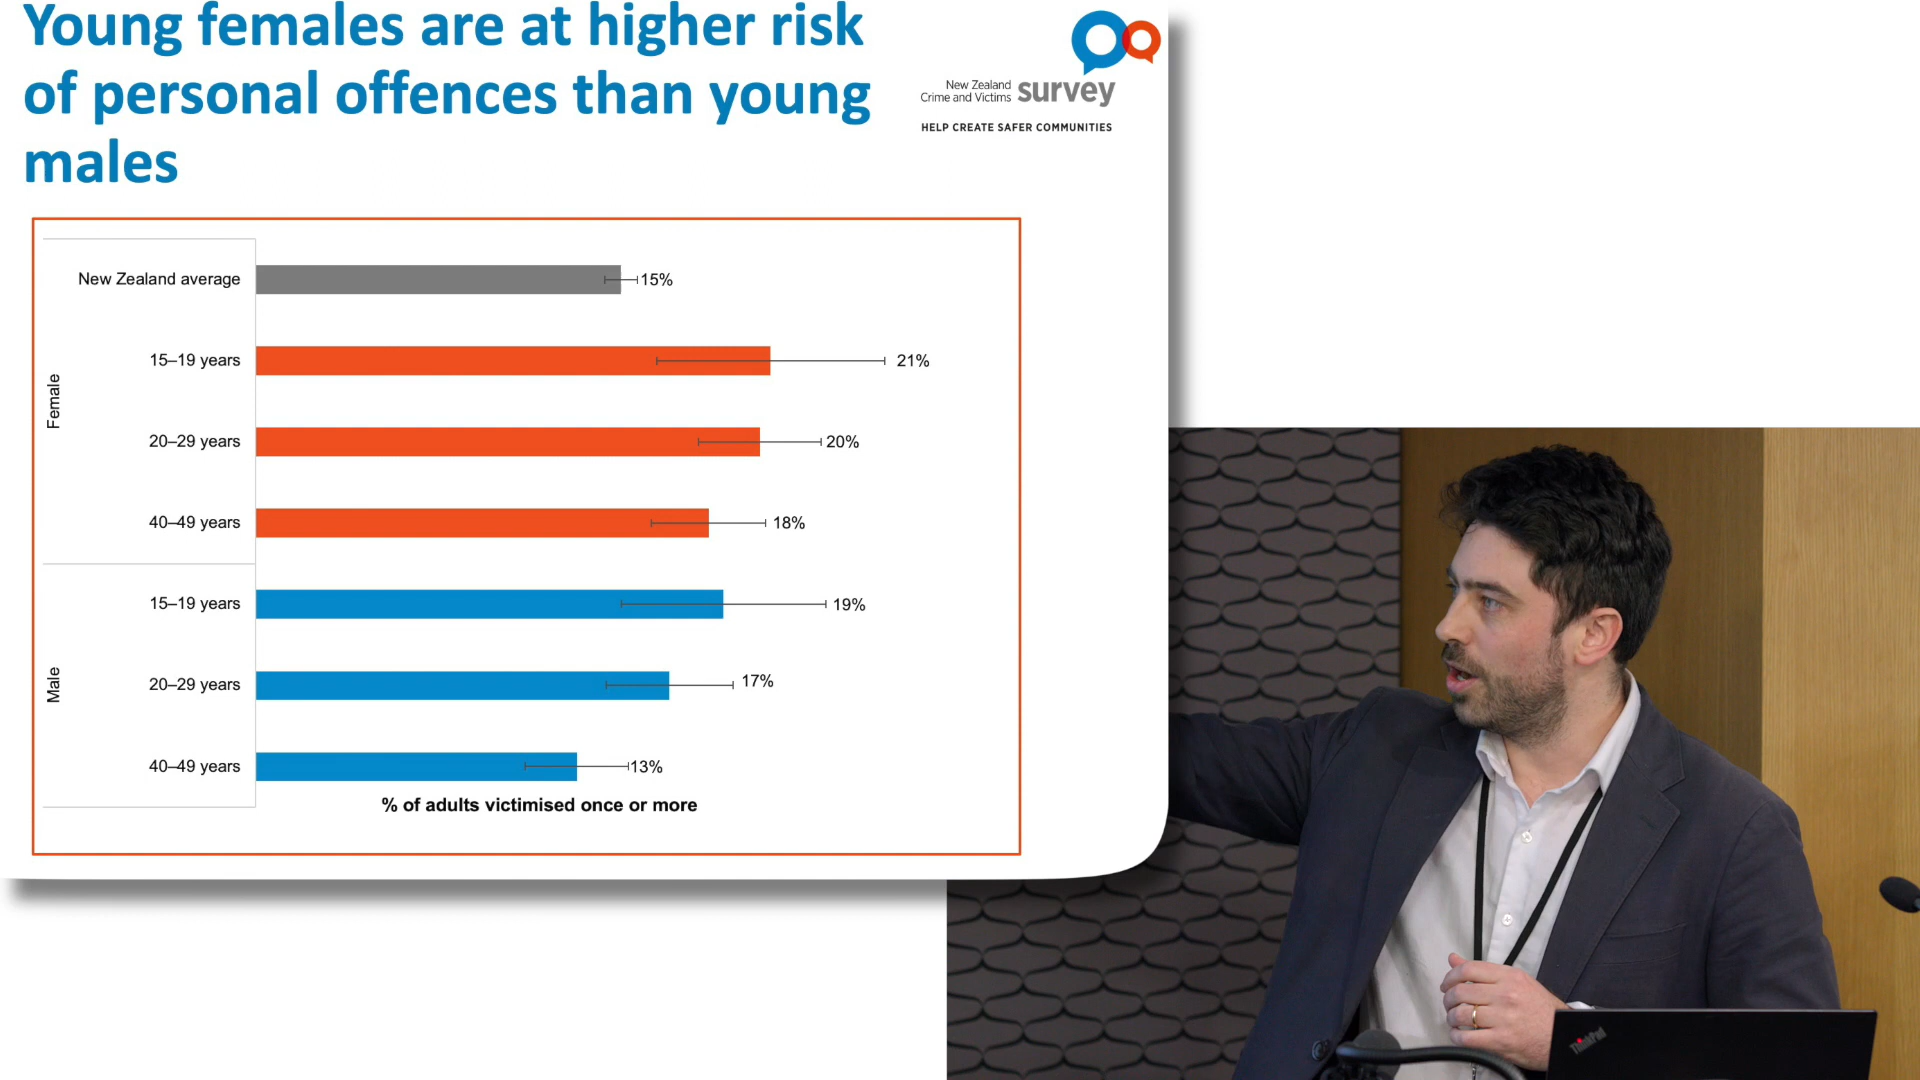 Young females are at higher risk
of personal offences than young
males
New Zealand
Crime and Victims survey
HELP CREATE SAFER COMMUNITIES
Female
New Zealand average 15%
15–19 years 21%
20–29 years 20%
40–49 years 18%
Male
15–19 years 19%
20–29 years 17%
40–49 years 13%
% of adults victimised once or more
ThinkPad